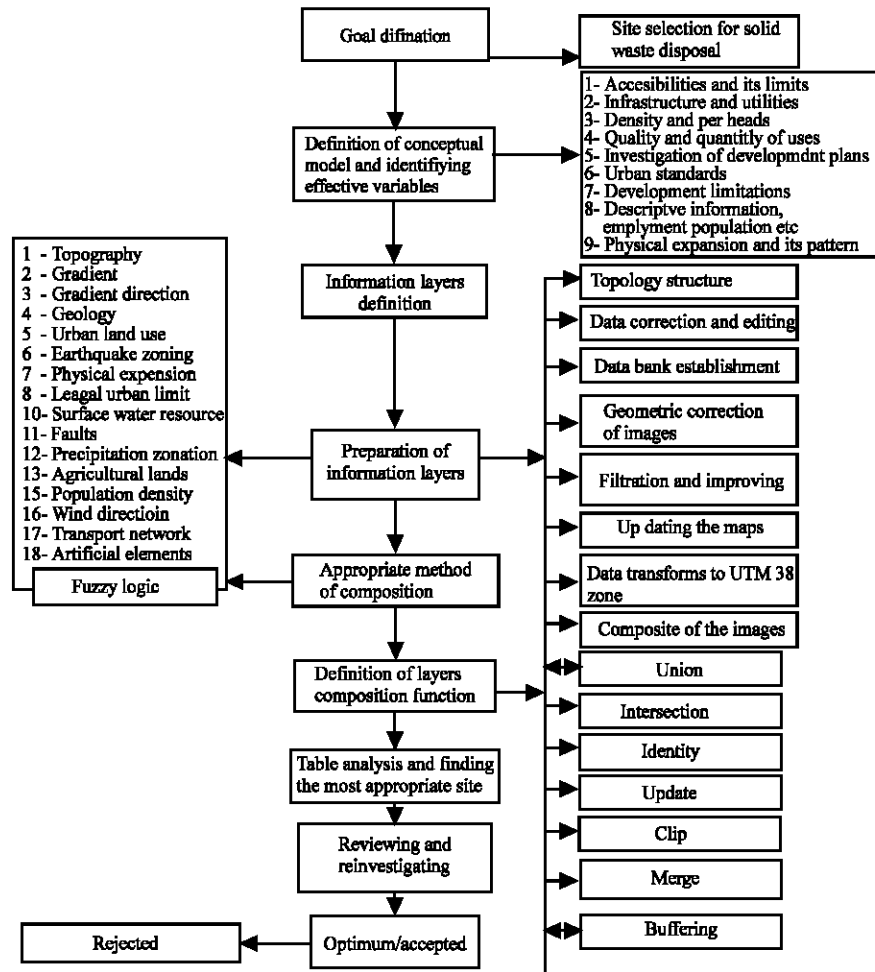 Goal difination
Site selection for solid
waste disposal
Definition of conceptual
model and identifiying
effective variables
1- Accesibilities and its limits
2- Infrastructure and utilities
3- Density and per heads
4- Quality and quantitly of uses
5- Investigation of developmdnt plans
6- Urban standards
7- Development limitations
8- Descriptve information,
emplyment population etc
9- Physical expansion and its pattern
Information layers
definition
1 - Topography
2 - Gradient
3 - Gradient direction
4 - Geology
5 - Urban land use
6 - Earthquake zoning
7 - Physical expension
8 - Leagal urban limit
10- Surface water resource
11- Faults
12- Precipitation zonation
13- Agricultural lands
15- Population density
16- Wind directioin
17- Transport network
18- Artificial elements
Fuzzy logic
Preparation of
information layers
Topology structure
Data correction and editing
Data bank establishment
Geometric correction
of images
Filtration and improving
Up dating the maps
Data transforms to UTM 38
zone
Composite of the images
Appropriate method
of composition
Definition of layers
composition function
Union
Intersection
Identity
Update
Clip
Merge
Buffering
Table analysis and finding
the most appropriate site
Reviewing and
reinvestigating
Optimum/accepted
Rejected